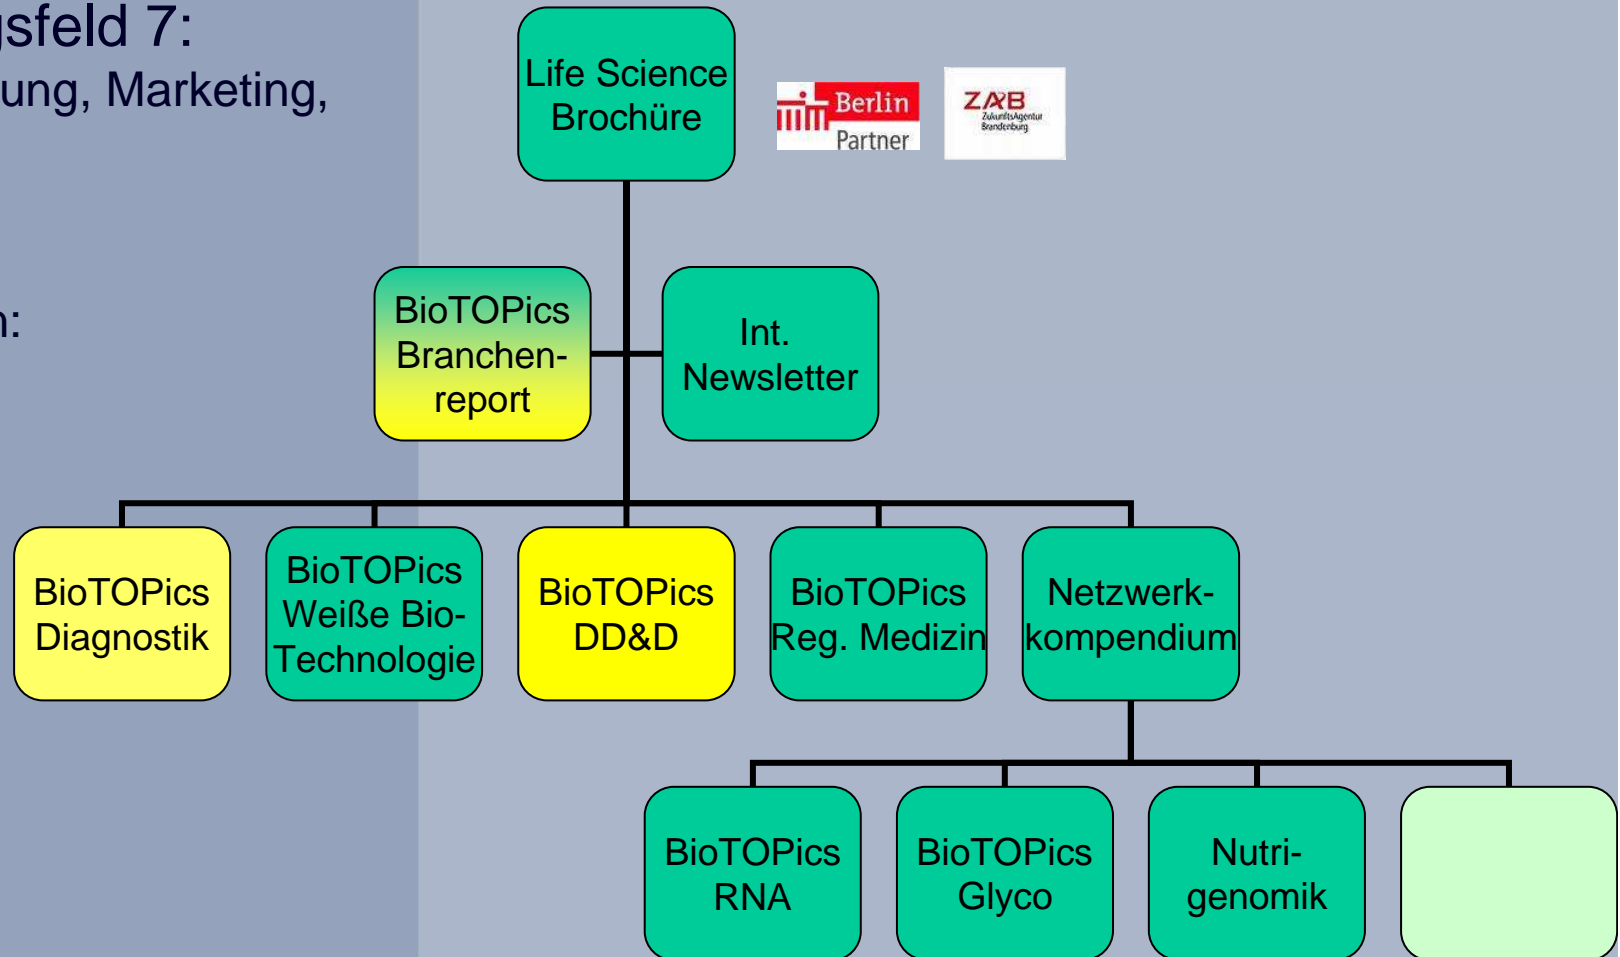 gsfeld 7:
ung, Marketing,
n:
Life Science
Brochüre
Berlin
Partner
ZAB
ZukunftsAgentur
Brandenburg
BioTOPics
Branchen-
report
Int.
Newsletter
BioTOPics
Diagnostik
BioTOPics
Weiße Bio-
Technologie
BioTOPics
DD&D
BioTOPics
Reg. Medizin
Netzwerk-
kompendium
BioTOPics
RNA
BioTOPics
Glyco
Nutri-
genomik